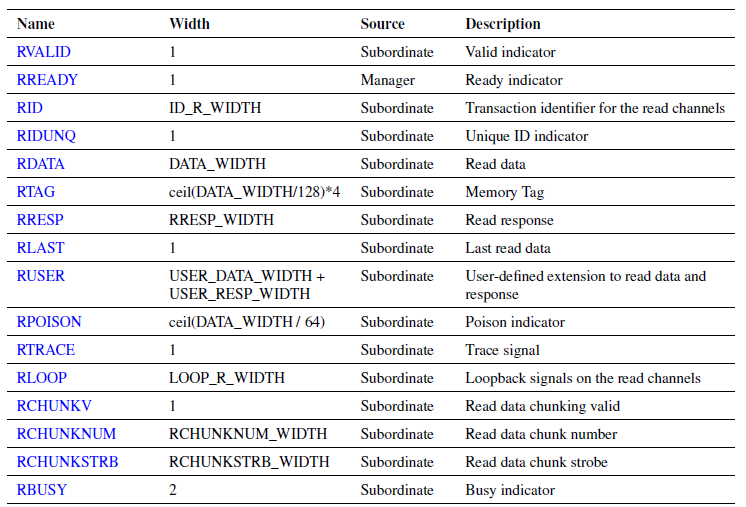 Name Width Source Description
RVALID 1 Subordinate Valid indicator
RREADY 1 Manager Ready indicator
RID ID_R_WIDTH Subordinate Transaction identifier for the read channels
RIDUNQ 1 Subordinate Unique ID indicator
RDATA DATA_WIDTH Subordinate Read data
RTAG ceil(DATA_WIDTH/128)*4 Subordinate Memory Tag
RRESP RRESP_WIDTH Subordinate Read response
RLAST 1 Subordinate Last read data
RUSER USER_DATA_WIDTH + Subordinate User-defined extension to read data and
USER_RESP_WIDTH response
RPOISON ceil(DATA_WIDTH / 64) Subordinate Poison indicator
RTRACE 1 Subordinate Trace signal
RLOOP LOOP_R_WIDTH Subordinate Loopback signals on the read channels
RCHUNKV 1 Subordinate Read data chunking valid
RCHUNKNUM RCHUNKNUM_WIDTH Subordinate Read data chunk number
RCHUNKSTRB RCHUNKSTRB_WIDTH Subordinate Read data chunk strobe
RBUSY 2 Subordinate Busy indicator